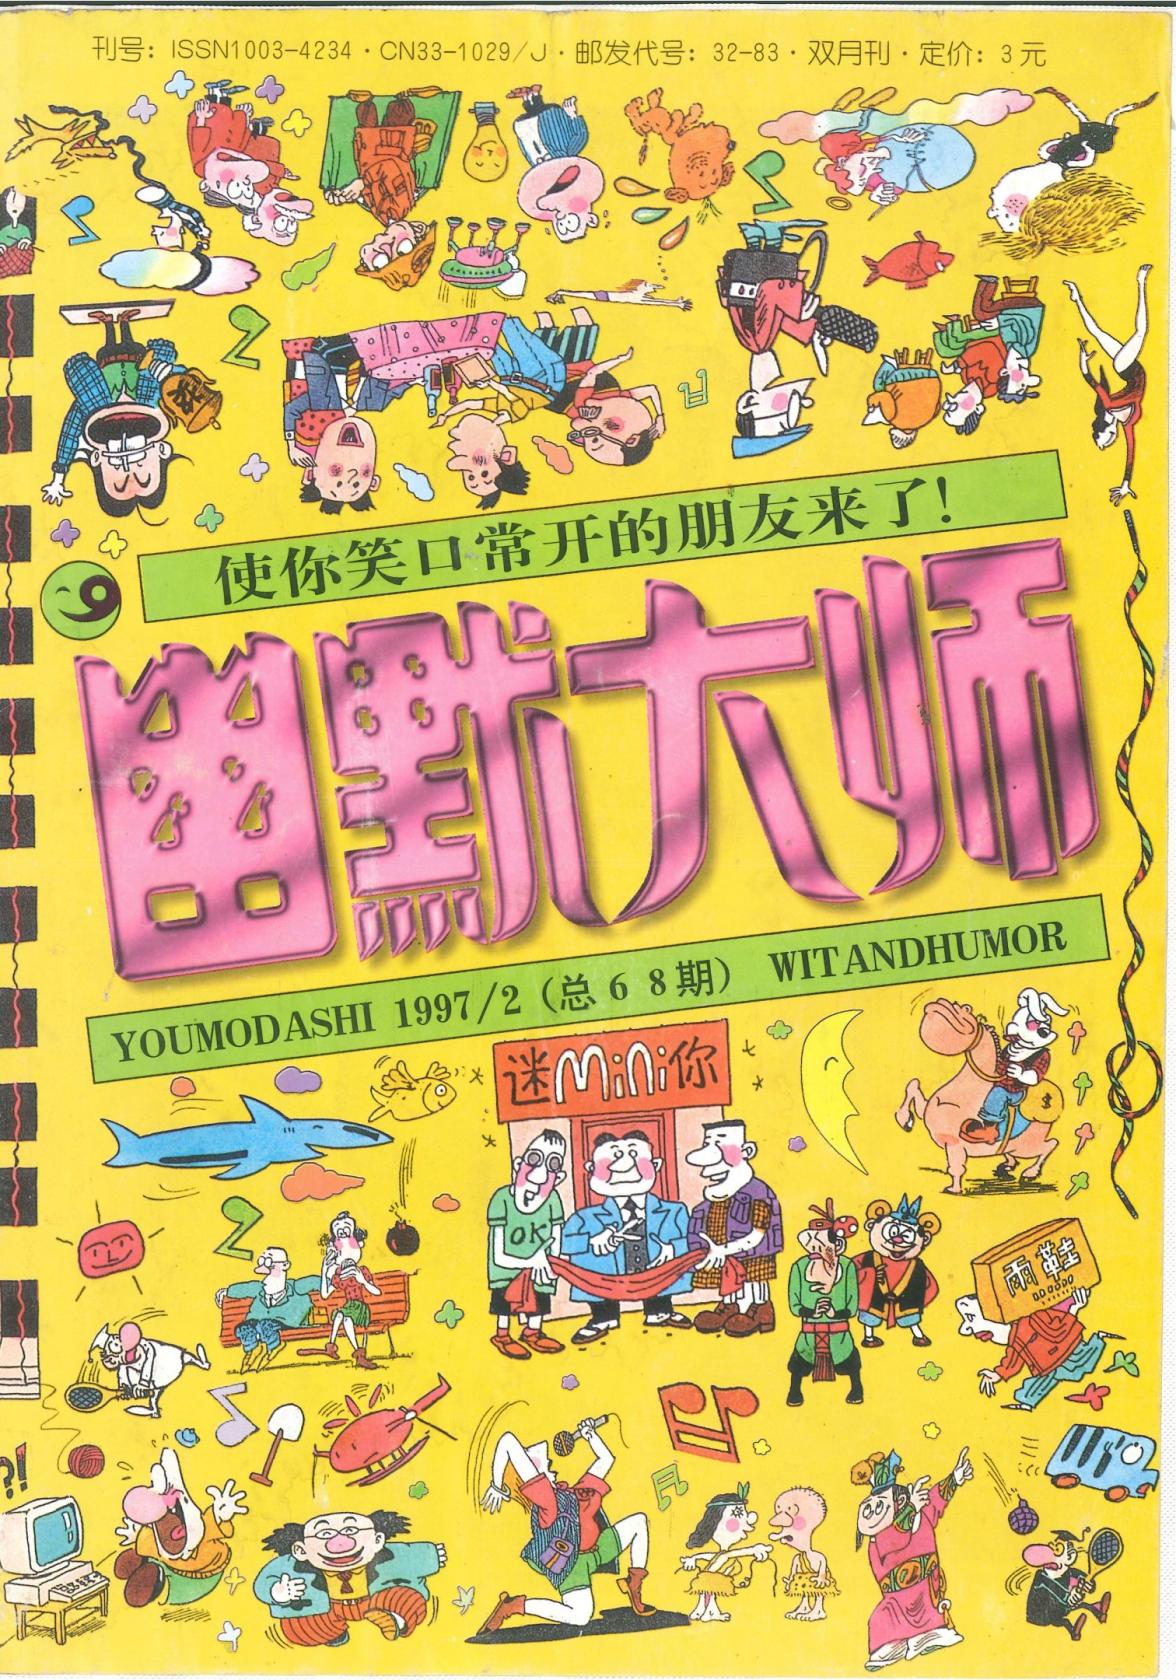 刊号：ISSN1003-4234·CN33-1029/J·邮发代号：32-83·双月刊·定价：3元
使你笑口常开的朋友来了！
幽默大师
YOUMODASHI 1997/2（总68期） WITANDHUMOR
迷MiNi你
OK
$
雨鞋
?!